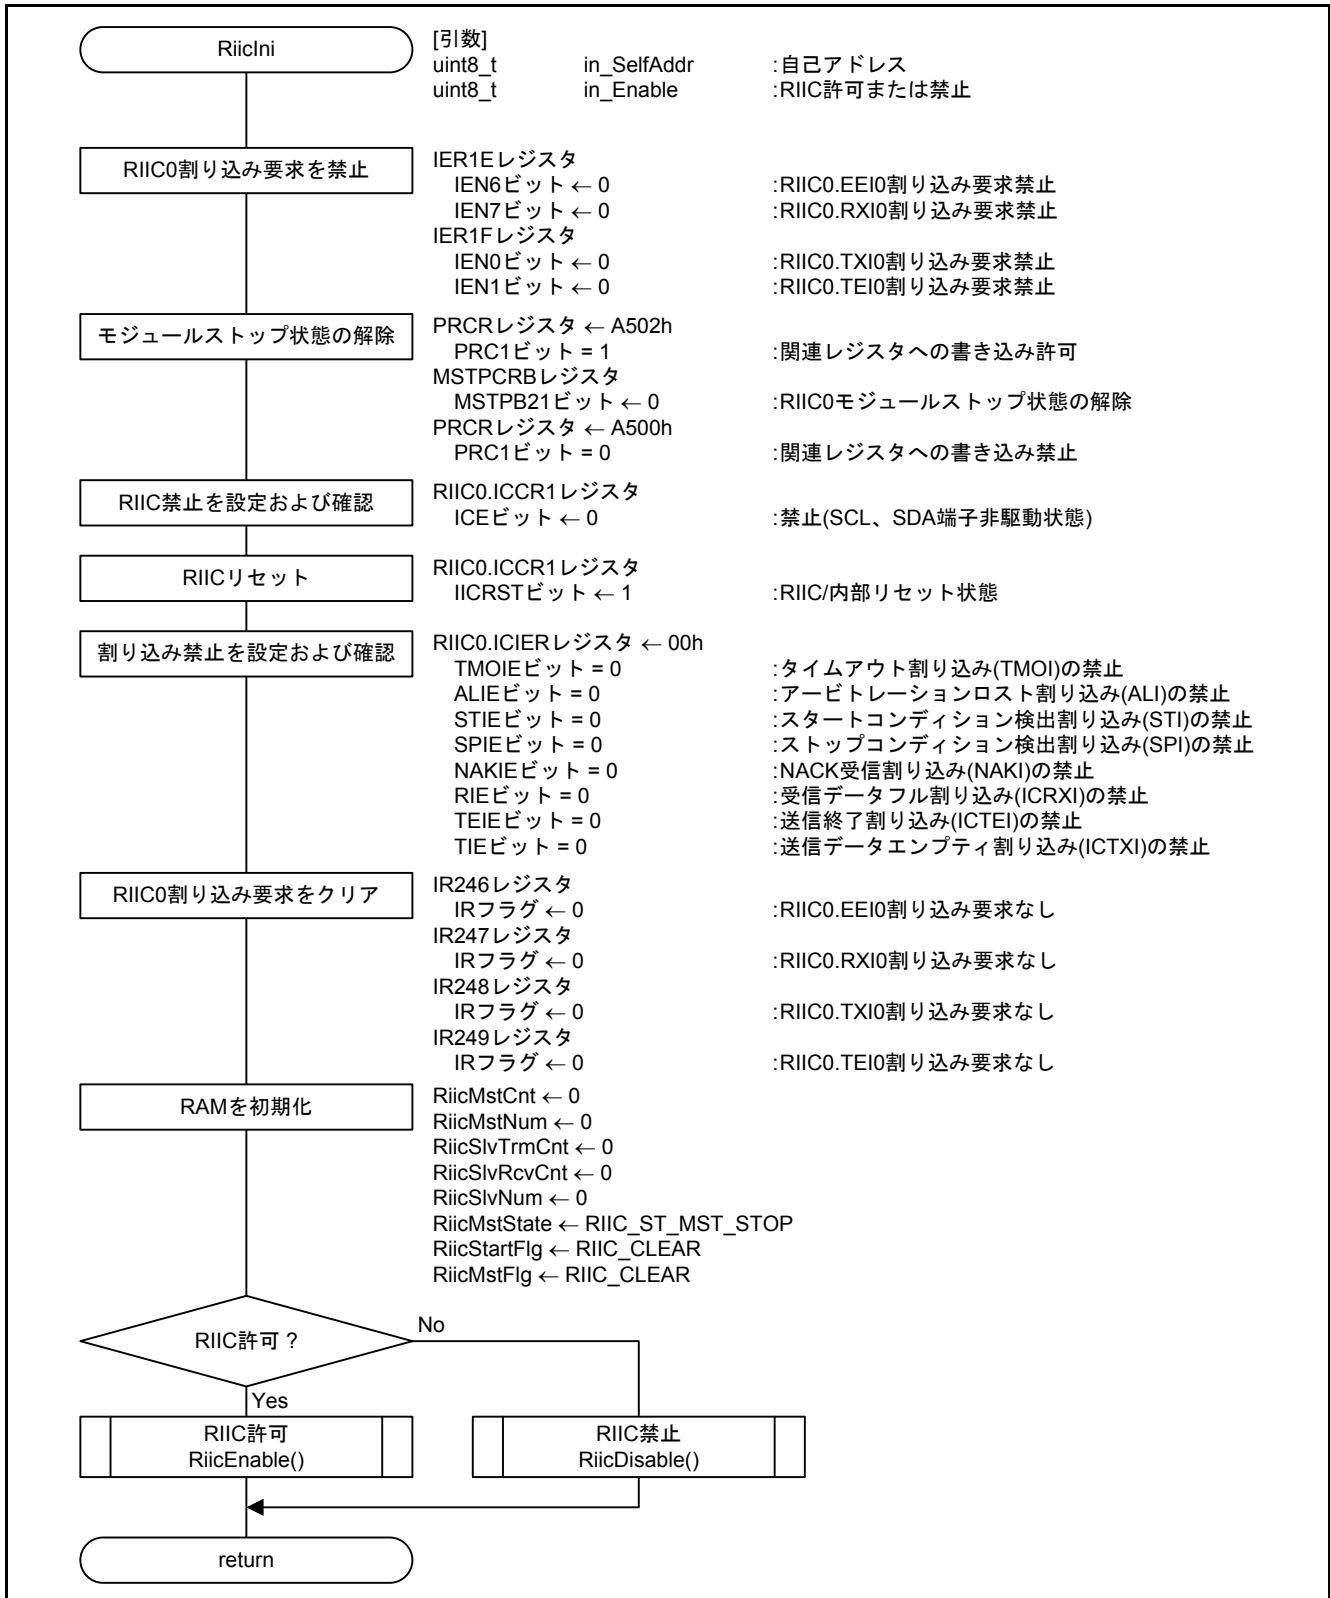 RiicIni
[引数]
uint8_t in_SelfAddr :自己アドレス
uint8_t in_Enable :RIIC許可または禁止
RIIC0割り込み要求を禁止
IER1Eレジスタ
IEN6ビット ← 0 :RIIC0.EEI0割り込み要求禁止
IEN7ビット ← 0 :RIIC0.RXI0割り込み要求禁止
IER1Fレジスタ
IEN0ビット ← 0 :RIIC0.TXI0割り込み要求禁止
IEN1ビット ← 0 :RIIC0.TEI0割り込み要求禁止
モジュールストップ状態の解除
PRCRレジスタ ← A502h
PRC1ビット = 1 :関連レジスタへの書き込み許可
MSTPCRBレジスタ
MSTPB21ビット ← 0 :RIIC0モジュールストップ状態の解除
PRCRレジスタ ← A500h
PRC1ビット = 0 :関連レジスタへの書き込み禁止
RIIC禁止を設定および確認
RIIC0.ICCR1レジスタ
ICEビット ← 0 :禁止(SCL、SDA端子非駆動状態)
RIICリセット
RIIC0.ICCR1レジスタ
IICRSTビット ← 1 :RIIC/内部リセット状態
割り込み禁止を設定および確認
RIIC0.ICIERレジスタ ← 00h
TMOIEビット = 0 :タイムアウト割り込み(TMOI)の禁止
ALIEビット = 0 :アービトレーションロスト割り込み(ALI)の禁止
STIEビット = 0 :スタートコンディション検出割り込み(STI)の禁止
SPIEビット = 0 :ストップコンディション検出割り込み(SPI)の禁止
NAKIEビット = 0 :NACK受信割り込み(NAKI)の禁止
RIEビット = 0 :受信データフル割り込み(ICRXI)の禁止
TEIEビット = 0 :送信終了割り込み(ICTEI)の禁止
TIEビット = 0 :送信データエンプティ割り込み(ICTXI)の禁止
RIIC0割り込み要求をクリア
IR246レジスタ
IRフラグ ← 0 :RIIC0.EEI0割り込み要求なし
IR247レジスタ
IRフラグ ← 0 :RIIC0.RXI0割り込み要求なし
IR248レジスタ
IRフラグ ← 0 :RIIC0.TXI0割り込み要求なし
IR249レジスタ
IRフラグ ← 0 :RIIC0.TEI0割り込み要求なし
RAMを初期化
RiicMstCnt ← 0
RiicMstNum ← 0
RiicSlvTrmCnt ← 0
RiicSlvRcvCnt ← 0
RiicSlvNum ← 0
RiicMstState ← RIIC_ST_MST_STOP
RiicStartFlg ← RIIC_CLEAR
RiicMstFlg ← RIIC_CLEAR
RIIC許可 ?
No
Yes
RIIC許可
RiicEnable()
RIIC禁止
RiicDisable()
return